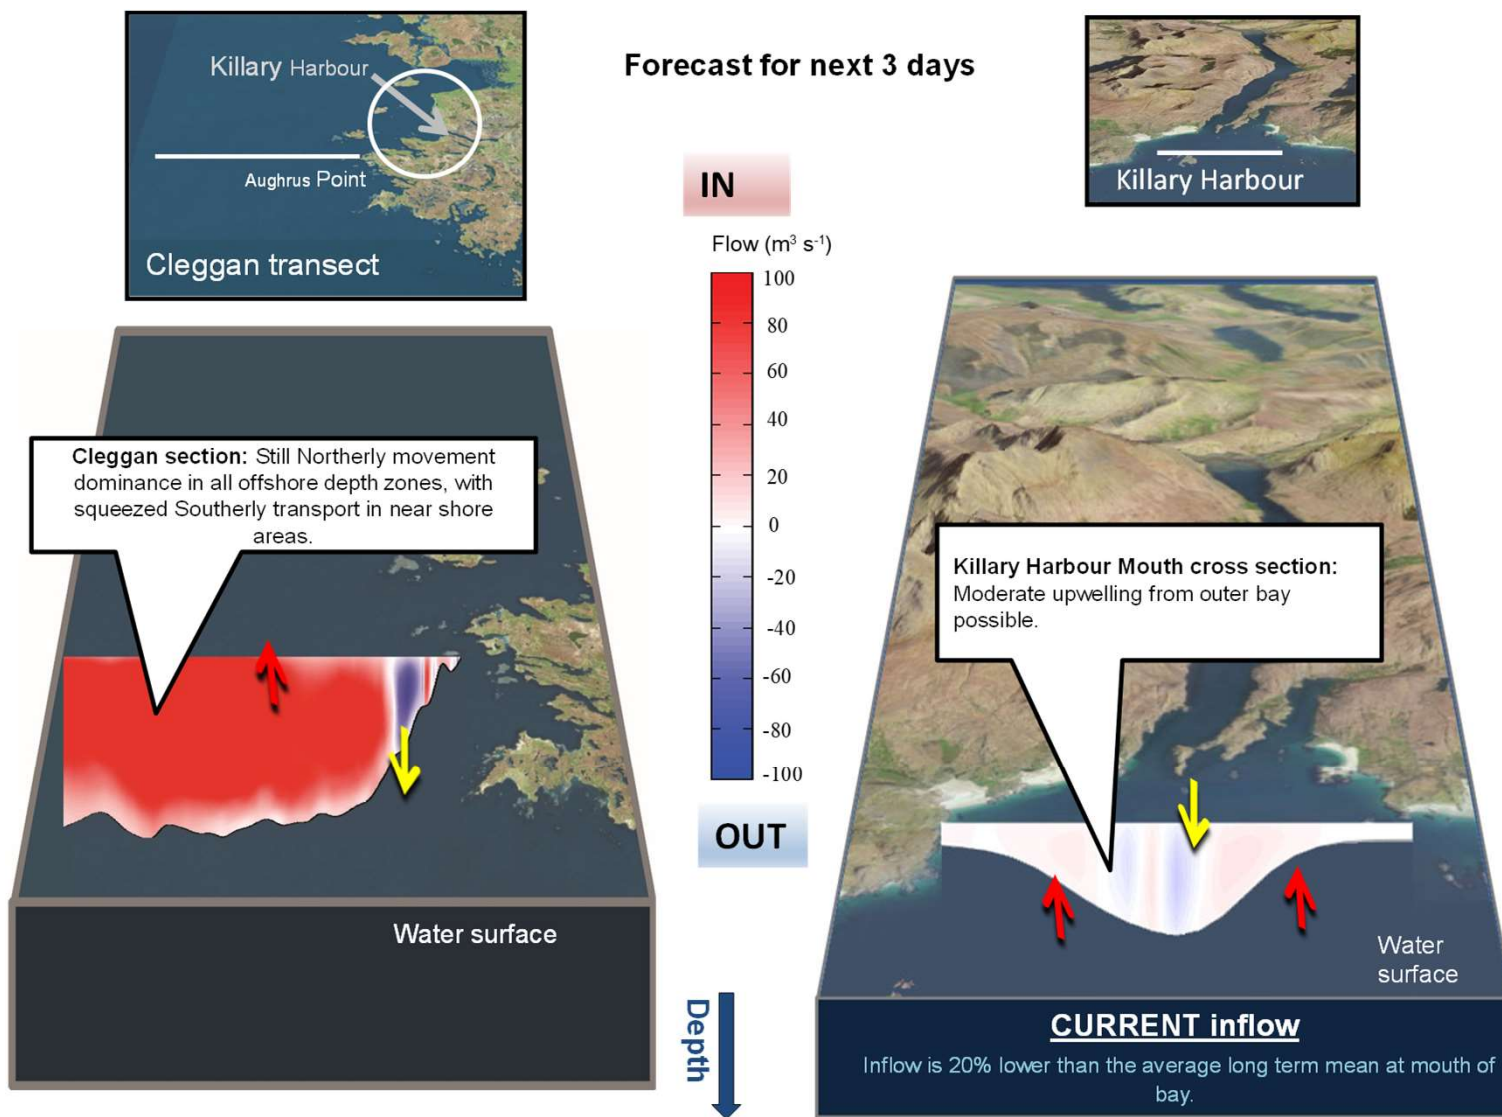 Killary Harbour
Aughrus Point
Cleggan transect
Forecast for next 3 days
Killary Harbour
IN
Flow (m³ s⁻¹)
100
80
60
40
20
0
-20
-40
-60
-80
-100
OUT
Cleggan section: Still Northerly movement
dominance in all offshore depth zones, with
squeezed Southerly transport in near shore
areas.
Water surface
Depth
Killary Harbour Mouth cross section:
Moderate upwelling from outer bay
possible.
Water
surface
CURRENT inflow
Inflow is 20% lower than the average long term mean at mouth of
bay.